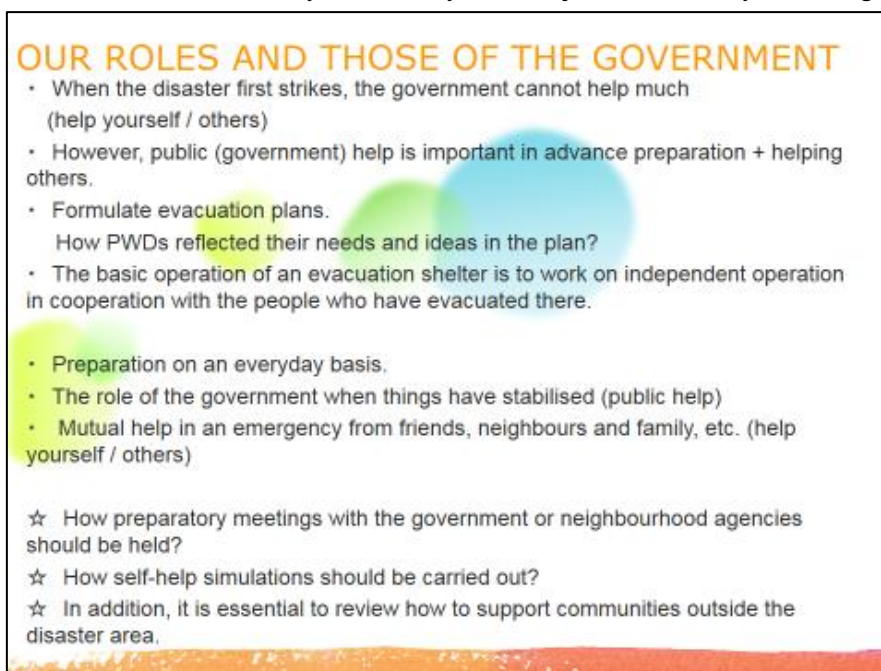 OUR ROLES AND THOSE OF THE GOVERNMENT
・ When the disaster first strikes, the government cannot help much
(help yourself / others)
・ However, public (government) help is important in advance preparation + helping
others.
・ Formulate evacuation plans.
How PWDs reflected their needs and ideas in the plan?
・ The basic operation of an evacuation shelter is to work on independent operation
in cooperation with the people who have evacuated there.
・ Preparation on an everyday basis.
・ The role of the government when things have stabilised (public help)
・ Mutual help in an emergency from friends, neighbours and family, etc. (help
yourself / others)
☆ How preparatory meetings with the government or neighbourhood agencies
should be held?
☆ How self-help simulations should be carried out?
☆ In addition, it is essential to review how to support communities outside the
disaster area.